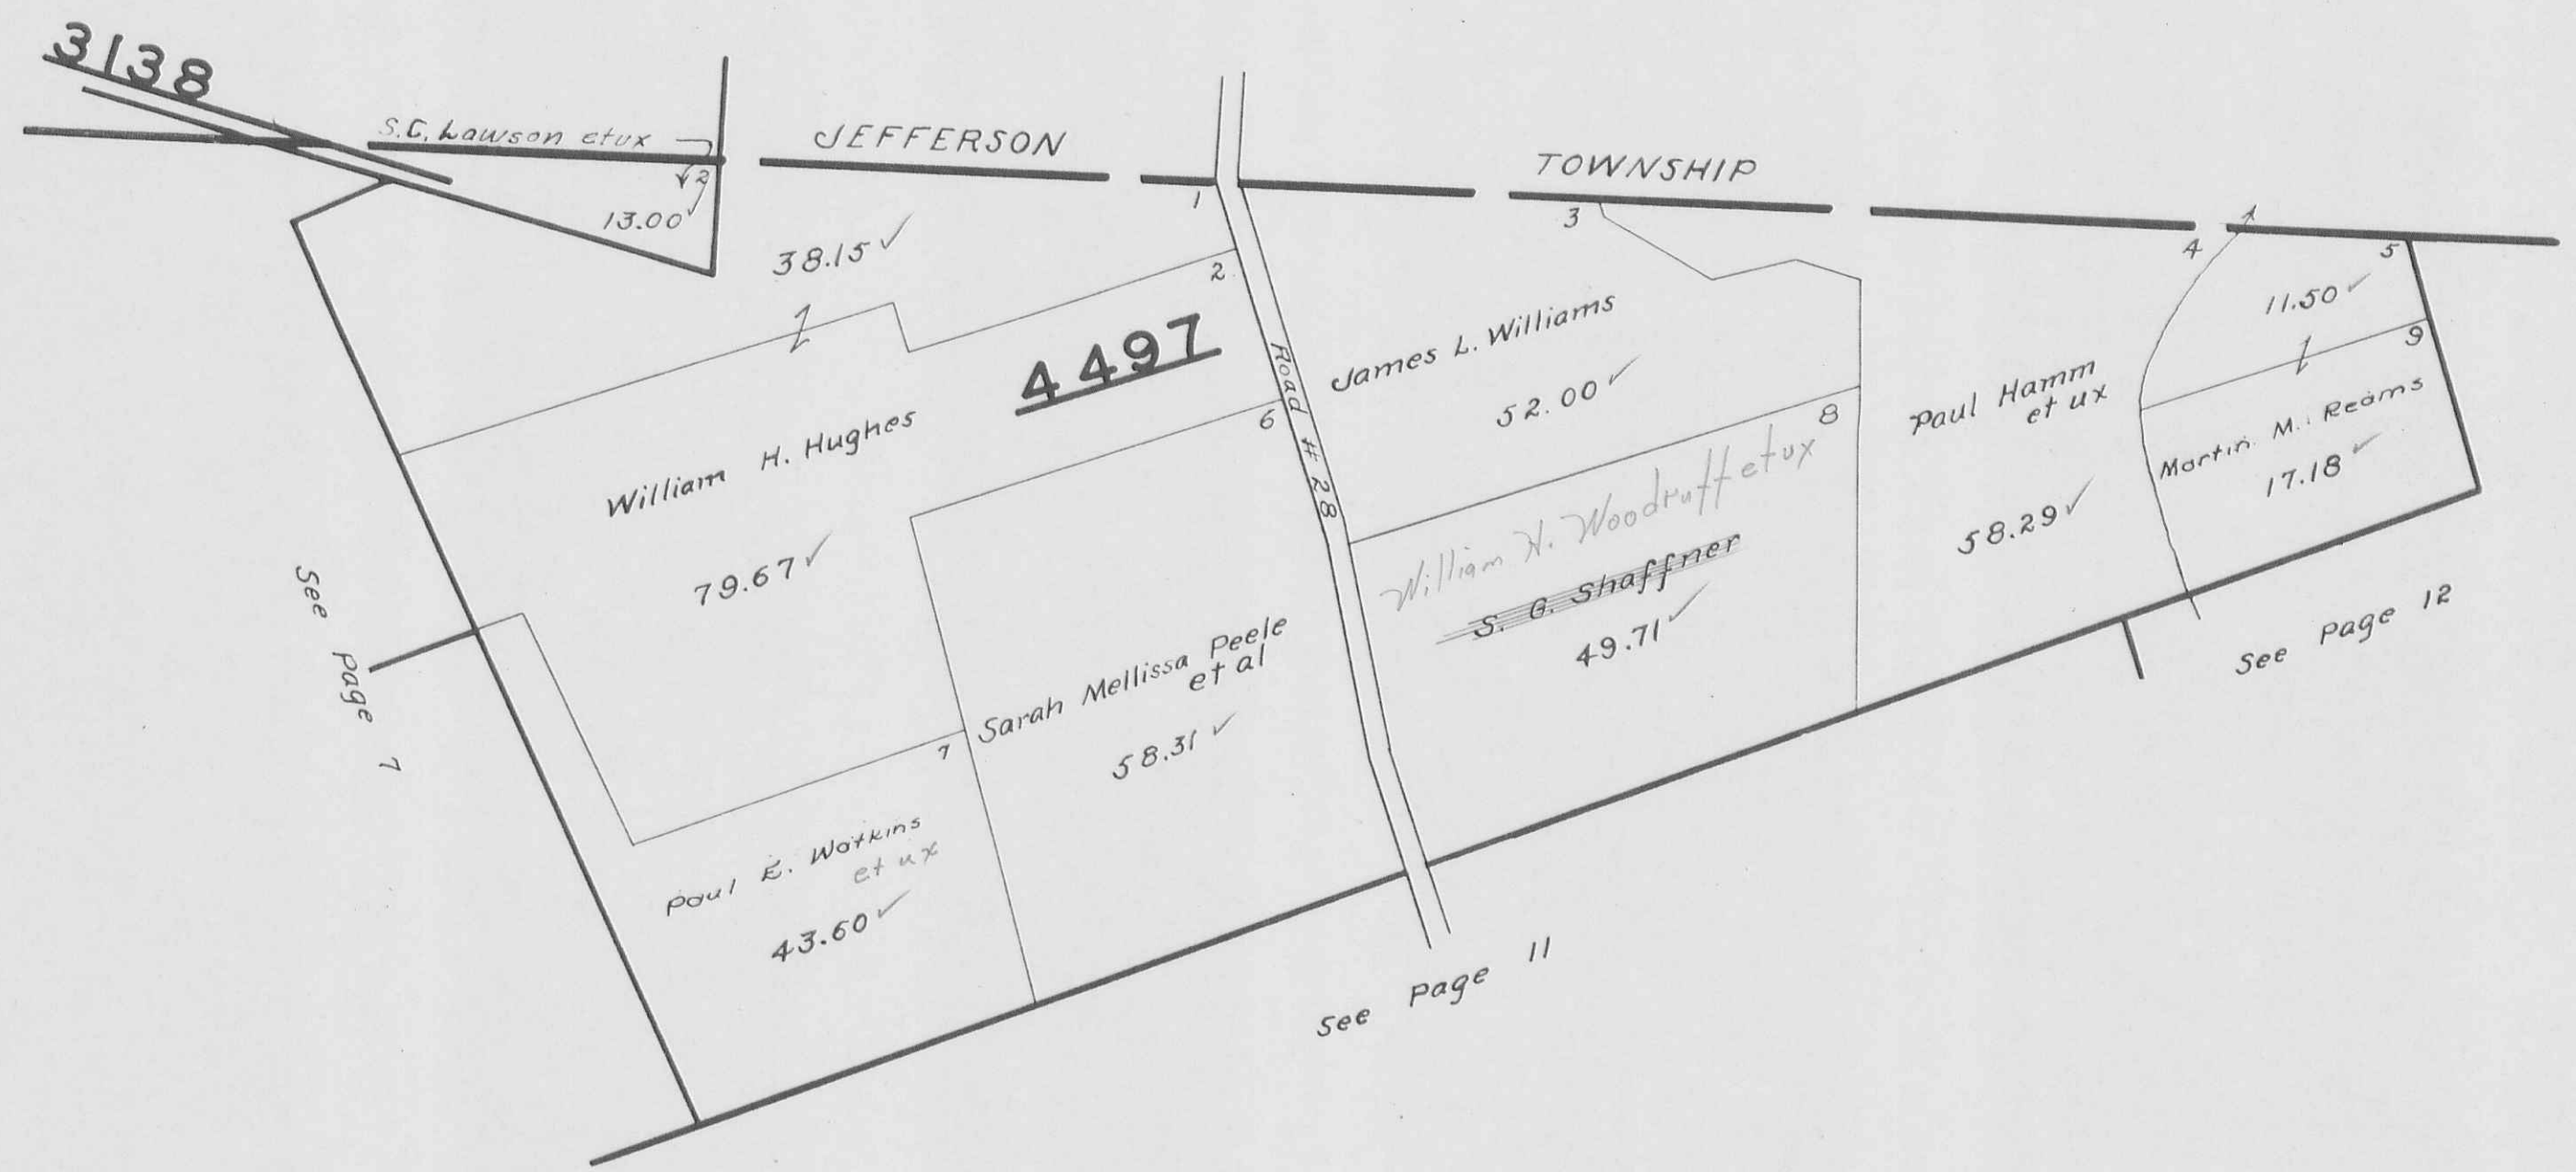 3138
S.C. Lawson etux
JEFFERSON
TOWNSHIP
2
13.00
1
3
4
5
38.15
2
11.50
9
4497
James L. Williams
52.00
8
Road # 28
William H. Hughes
79.67
6
Paul Hamm
et ux
58.29
Martin M. Reams
17.18
William H. Woodruff etux
S. G. Shaffner
49.71
See Page 7
Sarah Mellissa Peele
et al
58.31
7
Paul E. Watkins
et ux
43.60
See Page 12
See Page 11